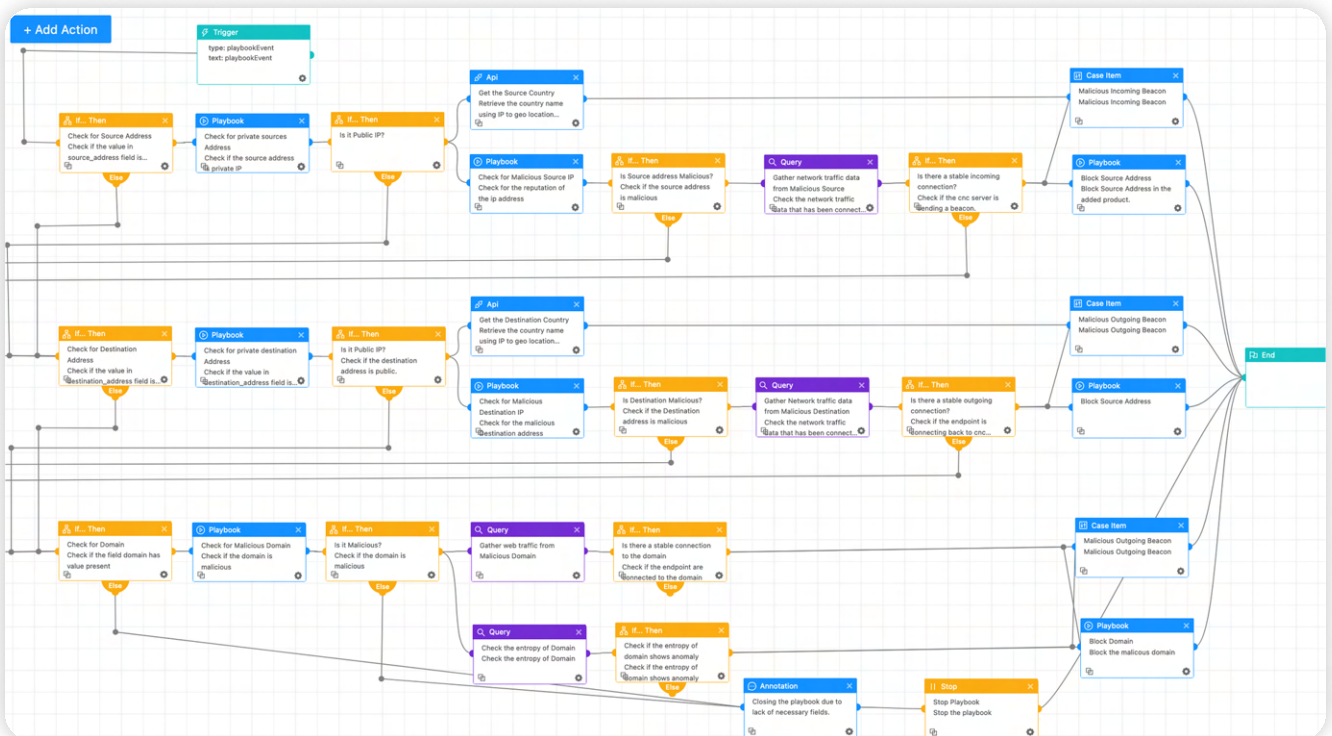 + Add Action
Trigger
type: playbookEvent
text: playbookEvent
If... Then
Check for Source Address
Check if the value in
source_address field is...
Else
Playbook
Check for private sources
Address
Check if the source address
a private IP
If... Then
Is it Public IP?
Else
Api
Get the Source Country
Retrieve the country name
using IP to geo location...
Playbook
Check for Malicious Source IP
Check for the reputation of
the ip address
If... Then
Is Source address Malicious?
Check if the source address
is malicious
Else
Query
Gather network traffic data
from Malicious Source
Check the network traffic
data that has been connect...
If... Then
Is there a stable incoming
connection?
Check if the cnc server is
sending a beacon.
Else
Case Item
Malicious Incoming Beacon
Malicious Incoming Beacon
Playbook
Block Source Address
Block Source Address in the
added product.
If... Then
Check for Destination
Address
Check if the value in
destination_address field is...
Else
Playbook
Check for private destination
Address
Check if the value in
destination_address field is...
If... Then
Is it Public IP?
Check if the destination
address is public.
Else
Api
Get the Destination Country
Retrieve the country name
using IP to geo location...
Playbook
Check for Malicious
Destination IP
Check for the malicious
destination address
If... Then
Is Destination Malicious?
Check if the Destination
address is malicious
Else
Query
Gather Network traffic data
from Malicious Destination
Check the network traffic
data that has been connect...
If... Then
Is there a stable outgoing
connection?
Check if the endpoint is
connecting back to cnc...
Else
Case Item
Malicious Outgoing Beacon
Malicious Outgoing Beacon
Playbook
Block Source Address
End
If... Then
Check for Domain
Check if the field domain has
value present
Else
Playbook
Check for Malicious Domain
Check if the domain is
malicious
If... Then
Is it Malicious?
Check if the domain is
malicious
Else
Query
Gather web traffic from
Malicious Domain
If... Then
Is there a stable connection
to the domain
Check if the endpoint are
connected to the domain
Else
Case Item
Malicious Outgoing Beacon
Malicious Outgoing Beacon
Query
Check the entropy of Domain
Check the entropy of Domain
If... Then
Check if the entropy of
domain shows anomaly
Check if the entropy of
domain shows anomaly
Else
Playbook
Block Domain
Block the malicous domain
Annotation
Closing the playbook due to
lack of necessary fields.
Stop
Stop Playbook
Stop the playbook